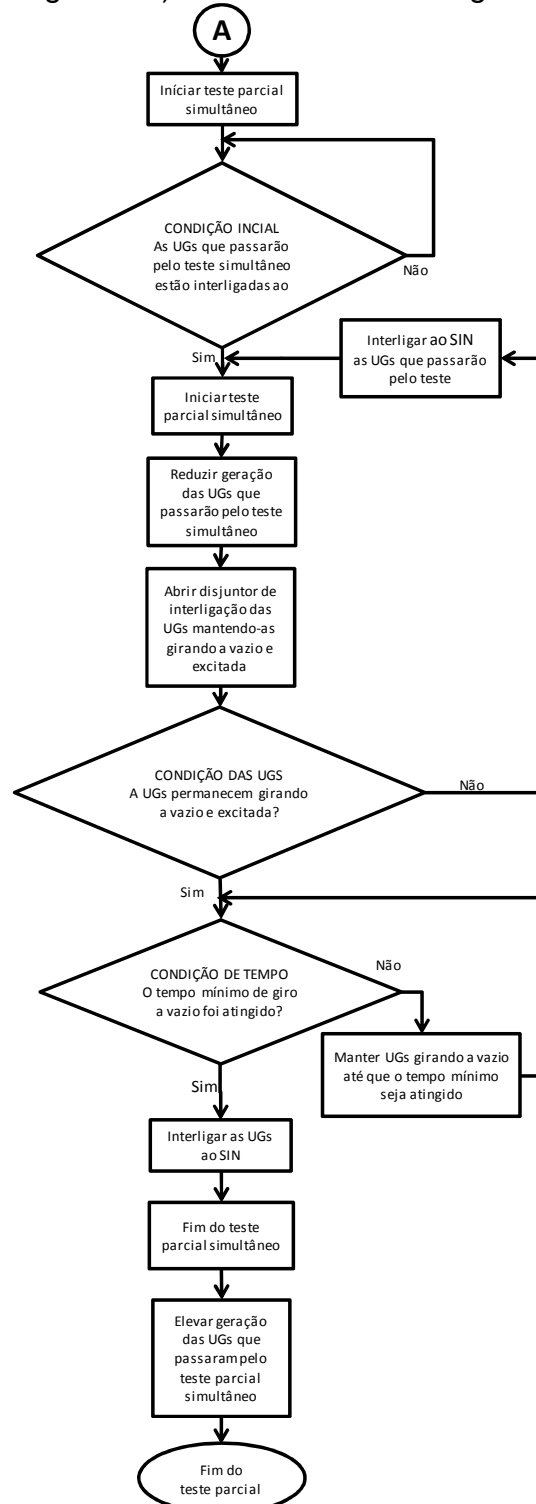 A
Iníciar teste parcial
simultâneo
CONDIÇÃO INCIAL
As UGs que passarão
pelo teste simultâneo
estão interligadas ao
Não
Sim
Interligar ao SIN
as UGs que passarão
pelo teste
Iniciar teste
parcial simultâneo
Reduzir geração
das UGs que
passarão pelo teste
simultâneo
Abrir disjuntor de
interligação das
UGs mantendo-as
girando a vazio e
excitada
CONDIÇÃO DAS UGS
A UGs permanecem girando
a vazio e excitada?
Não
Sim
CONDIÇÃO DE TEMPO
O tempo mínimo de giro
a vazio foi atingido?
Não
Manter UGs girando a vazio
até que o tempo mínimo
seja atingido
Sim
Interligar as UGs
ao SIN
Fim do teste
parcial simultâneo
Elevar geração
das UGs que
passaram pelo
teste parcial
simultâneo
Fim do
teste parcial